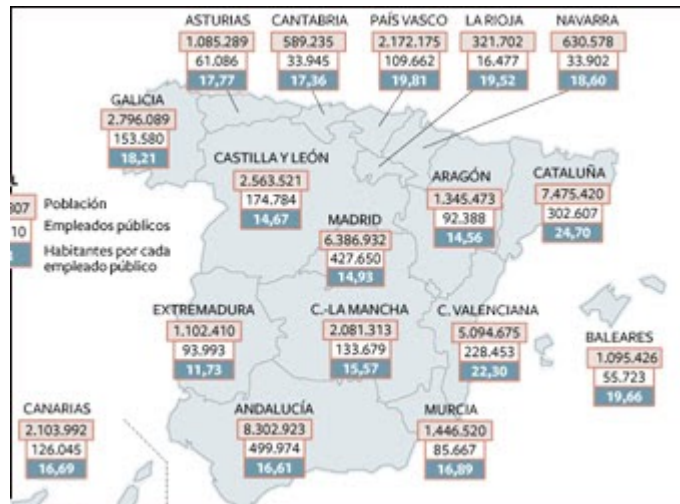 ASTURIAS
1.085.289
61.086
17,77
CANTABRIA
589.235
33.945
17,36
PAÍS VASCO
2.172.175
109.662
19,81
LA RIOJA
321.702
16.477
19,52
NAVARRA
630.578
33.902
18,60
GALICIA
2.796.089
153.580
18,21
CASTILLA Y LEÓN
2.563.521
174.784
14,67
ARAGÓN
1.345.473
92.388
14,56
CATALUÑA
7.475.420
302.607
24,70
L
807
Población
10
Empleados públicos
Habitantes por cada
empleado público
MADRID
6.386.932
427.650
14,93
EXTREMADURA
1.102.410
93.993
11,73
C.-LA MANCHA
2.081.313
133.679
15,57
C. VALENCIANA
5.094.675
228.453
22,30
BALEARES
1.095.426
55.723
19,66
CANARIAS
2.103.992
126.045
16,69
ANDALUCÍA
8.302.923
499.974
16,61
MURCIA
1.446.520
85.667
16,89